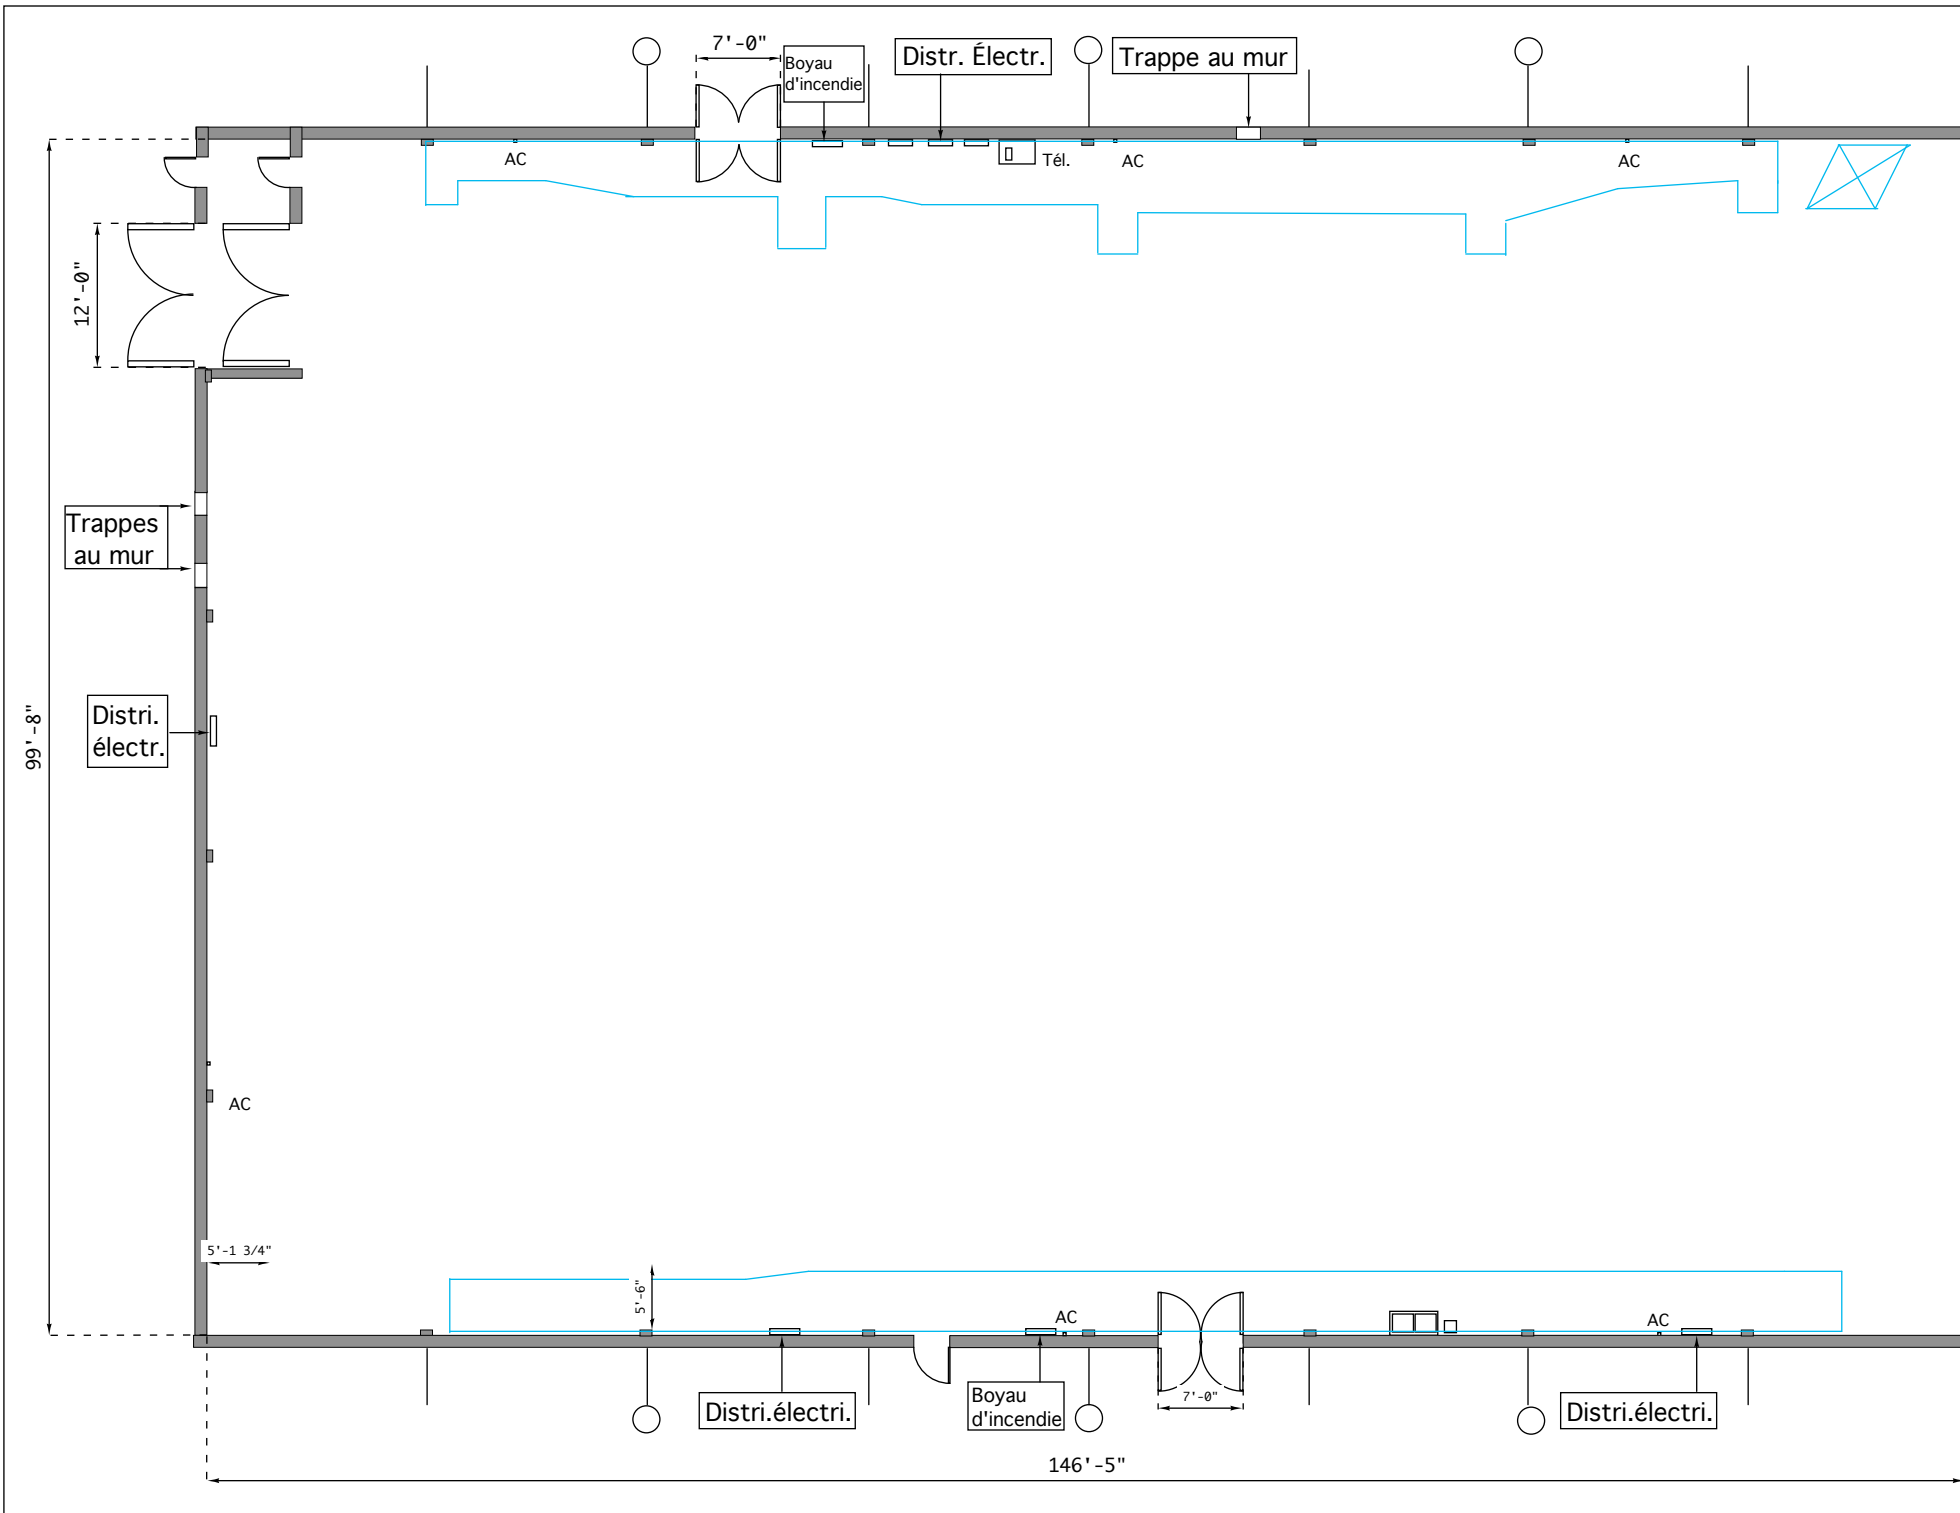 7'-0"
Boyau
d'incendie
Distr. Électr.
Trappe au mur
AC
Tél.
AC
AC
12'-0"
Trappes
au mur
Distri.
électr.
99'-8"
AC
5'-1 3/4"
5'-6"
AC
AC
Distri.électri.
Boyau
d'incendie
7'-0"
Distri.électri.
146'-5"